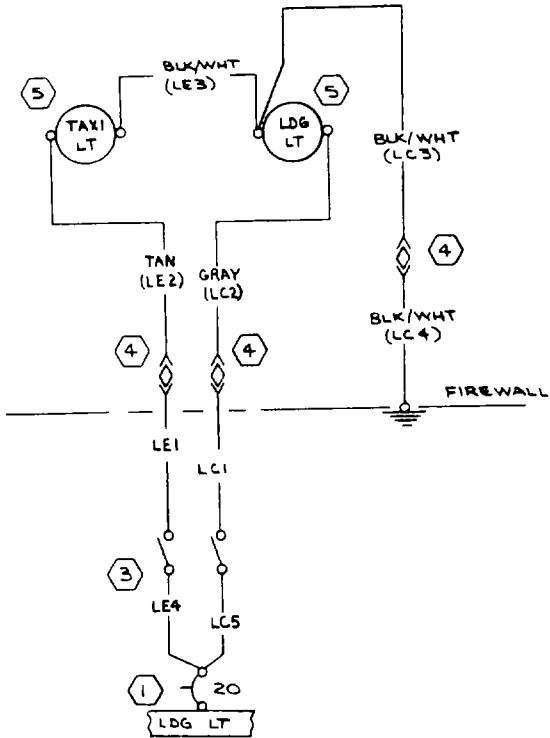 BLK/WHT
(LE3)
5
5
TAXI
LT
LDG
LT
BLK/WHT
(LC3)
TAN
(LE2)
GRAY
(LC2)
4
BLK/WHT
(LC4)
4
4
FIREWALL
LE1
LC1
3
LE4
LC5
1
20
LDG LT